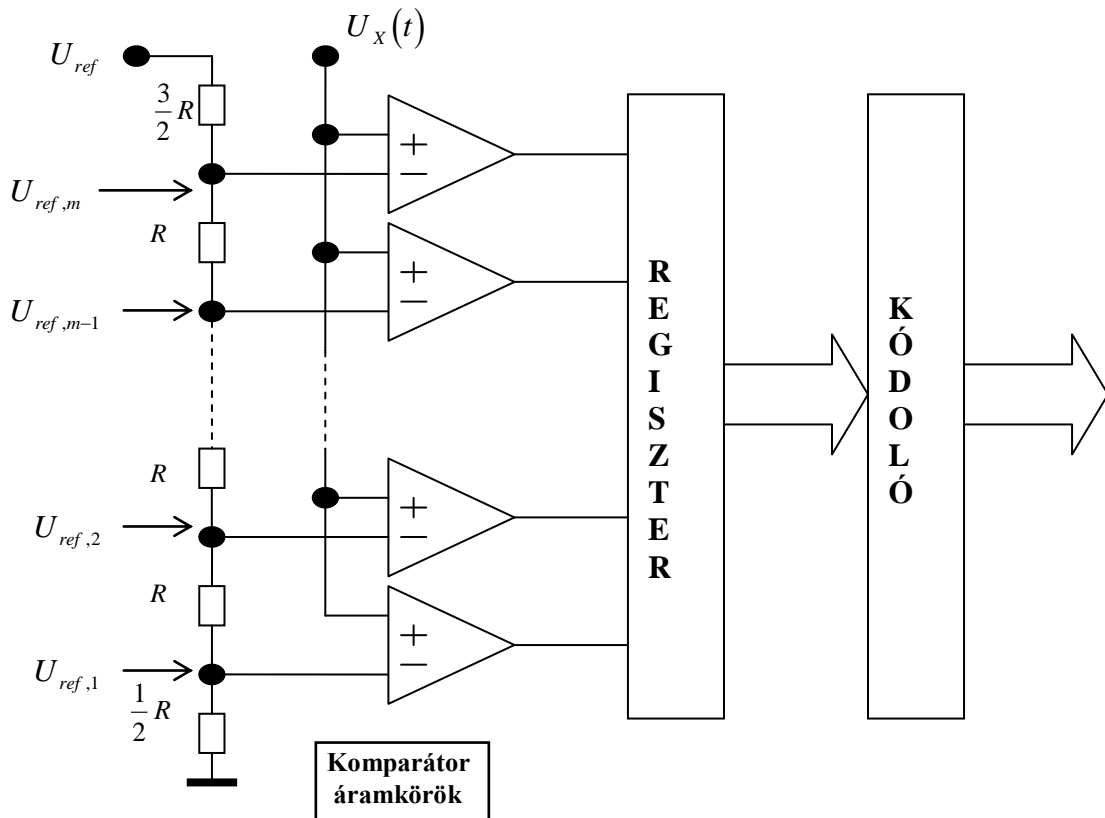 U_X(t)
U_ref
3/2 R
+
−
U_ref,m
R
+
−
U_ref,m−1
R
+
−
U_ref,2
R
+
−
U_ref,1
1/2 R
REGISZTER
KÓDOLÓ
Komparátor
áramkörök